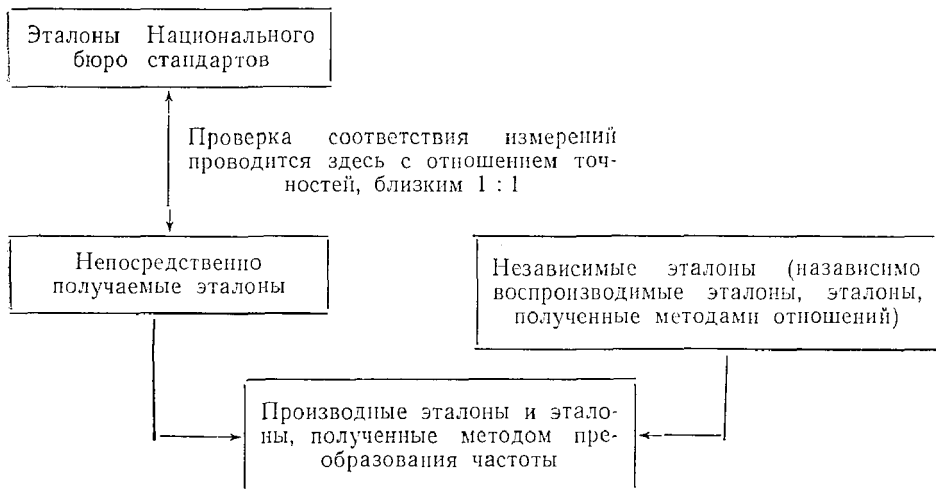 Эталоны Национального
бюро стандартов
Проверка соответствия измерений
проводится здесь с отношением точ-
ностей, близким 1 : 1
Непосредственно
получаемые эталоны
Независимые эталоны (назависимо
воспроизводимые эталоны, эталоны,
полученные методами отношений)
Производные эталоны и этало-
ны, полученные методом пре-
образования частоты